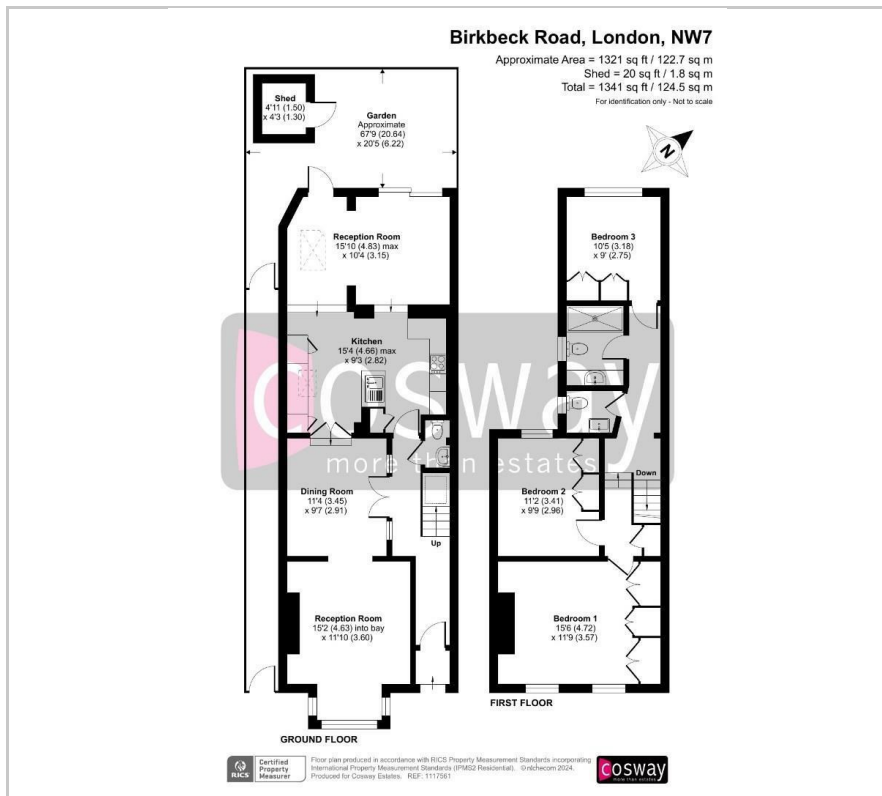 Birkbeck Road, London, NW7
Approximate Area = 1321 sq ft / 122.7 sq m
Shed = 20 sq ft / 1.8 sq m
Total = 1341 sq ft / 124.5 sq m
For identification only - Not to scale
N
Shed
4'11 (1.50)
x 4'3 (1.30)
Garden
Approximate
67'9 (20.64)
x 20'5 (6.22)
Reception Room
15'10 (4.83) max
x 10'4 (3.15)
Kitchen
15'4 (4.66) max
x 9'3 (2.82)
Dining Room
11'4 (3.45)
x 9'7 (2.91)
Up
Reception Room
15'2 (4.63) into bay
x 11'10 (3.60)
GROUND FLOOR
Bedroom 3
10'5 (3.18)
x 9' (2.75)
Down
Bedroom 2
11'2 (3.41)
x 9'9 (2.96)
Bedroom 1
15'6 (4.72)
x 11'9 (3.57)
FIRST FLOOR
cosway
more than estates
RICS
Certified
Property
Measurer
Floor plan produced in accordance with RICS Property Measurement Standards incorporating
International Property Measurement Standards (IPMS2 Residential). ©nichecom 2024.
Produced for Cosway Estates. REF: 1117561
cosway
more than estates